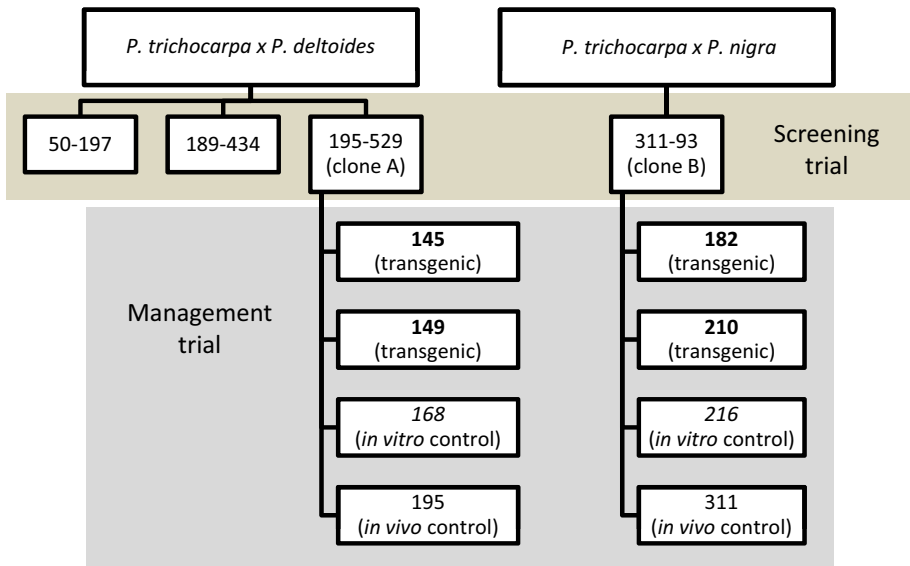 P. trichocarpa x P. deltoides
P. trichocarpa x P. nigra
50-197
189-434
195-529
(clone A)
311-93
(clone B)
Screening
trial
Management
trial
145
(transgenic)
149
(transgenic)
168
(in vitro control)
195
(in vivo control)
182
(transgenic)
210
(transgenic)
216
(in vitro control)
311
(in vivo control)